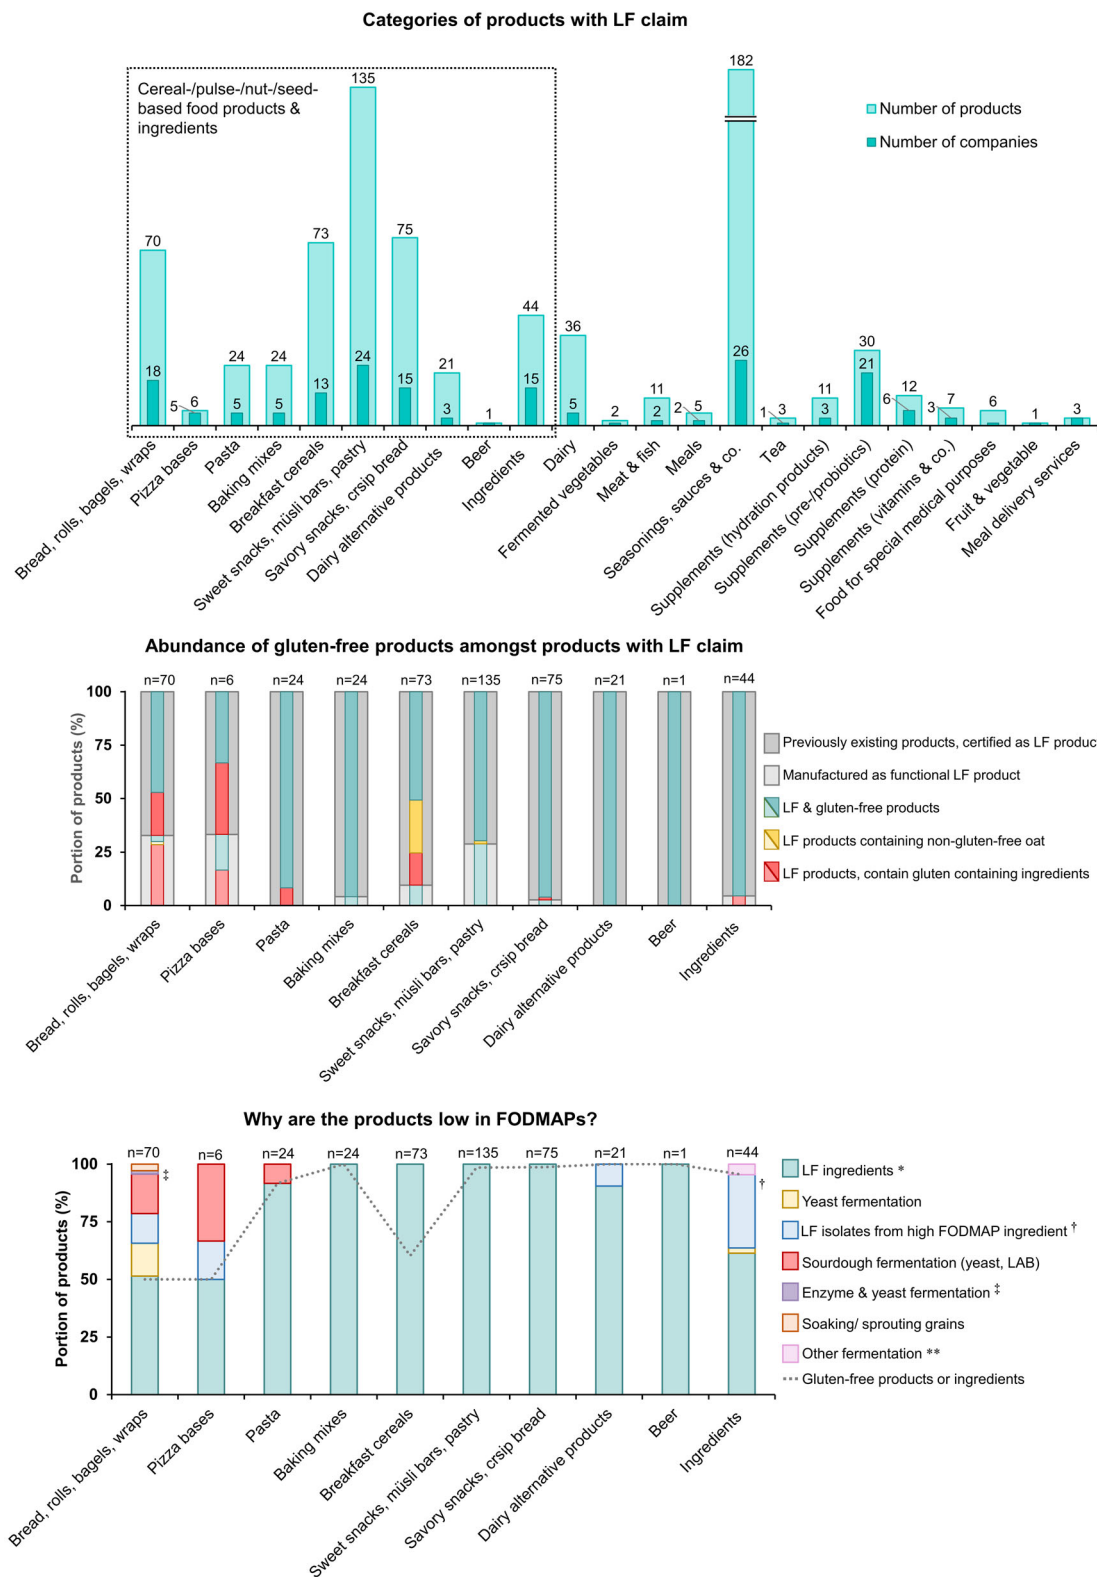 Categories of products with LF claim
Cereal-/pulse-/nut-/seed-
based food products &
ingredients
Number of products
Number of companies
70
18
5
6
24
5
24
5
73
13
135
24
75
15
21
3
1
44
15
36
5
2
11
2
2
5
182
26
1
3
11
3
30
21
6
12
3
7
6
1
3
Bread, rolls, bagels, wraps
Pizza bases
Pasta
Baking mixes
Breakfast cereals
Sweet snacks, müsli bars, pastry
Savory snacks, crsip bread
Dairy alternative products
Beer
Ingredients
Dairy
Fermented vegetables
Meat & fish
Meals
Seasonings, sauces & co.
Tea
Supplements (hydration products)
Supplements (pre-/probiotics)
Supplements (protein)
Supplements (vitamins & co.)
Food for special medical purposes
Fruit & vegetable
Meal delivery services
Abundance of gluten-free products amongst products with LF claim
Portion of products (%)
100
75
50
25
0
n=70
n=6
n=24
n=24
n=73
n=135
n=75
n=21
n=1
n=44
Previously existing products, certified as LF produc
Manufactured as functional LF product
LF & gluten-free products
LF products containing non-gluten-free oat
LF products, contain gluten containing ingredients
Bread, rolls, bagels, wraps
Pizza bases
Pasta
Baking mixes
Breakfast cereals
Sweet snacks, müsli bars, pastry
Savory snacks, crsip bread
Dairy alternative products
Beer
Ingredients
Why are the products low in FODMAPs?
Portion of products (%)
100
75
50
25
0
n=70
n=6
n=24
n=24
n=73
n=135
n=75
n=21
n=1
n=44
‡
†
LF ingredients *
Yeast fermentation
LF isolates from high FODMAP ingredient †
Sourdough fermentation (yeast, LAB)
Enzyme & yeast fermentation ‡
Soaking/ sprouting grains
Other fermentation **
Gluten-free products or ingredients
Bread, rolls, bagels, wraps
Pizza bases
Pasta
Baking mixes
Breakfast cereals
Sweet snacks, müsli bars, pastry
Savory snacks, crsip bread
Dairy alternative products
Beer
Ingredients